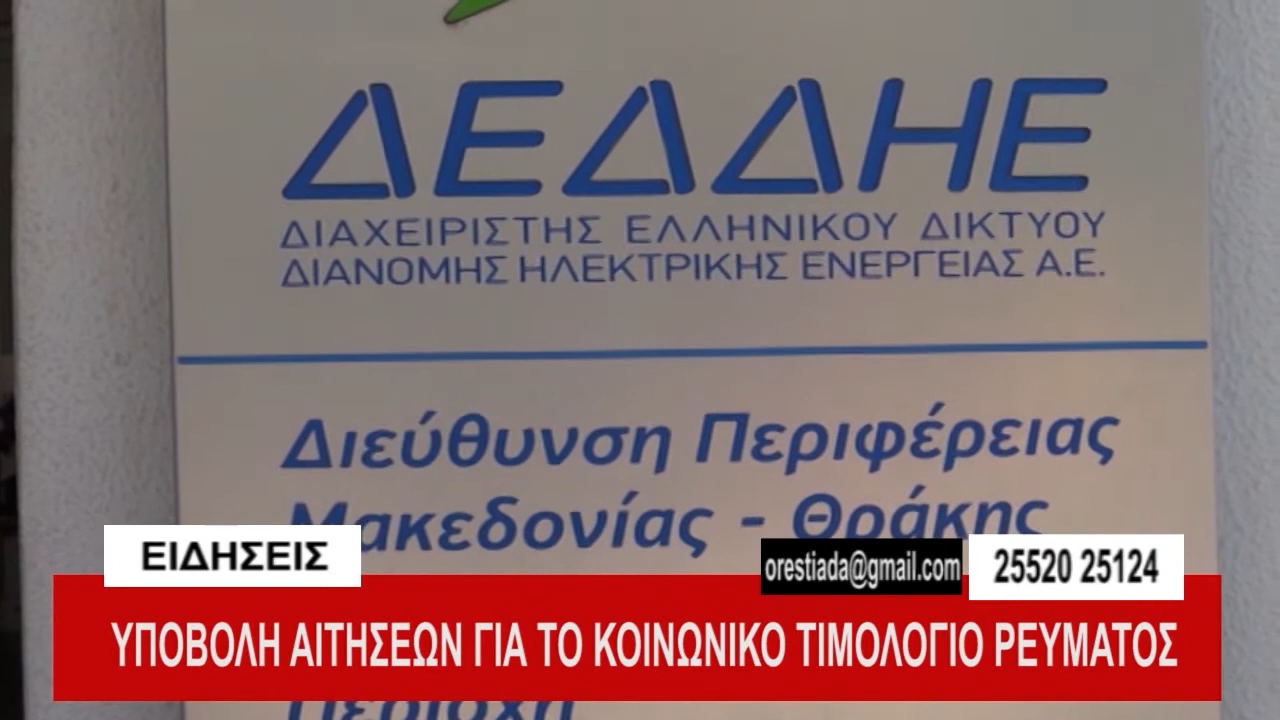 ΔΕΔΔΗΕ
ΔΙΑΧΕΙΡΙΣΤΗΣ ΕΛΛΗΝΙΚΟΥ ΔΙΚΤΥΟΥ
ΔΙΑΝΟΜΗΣ ΗΛΕΚΤΡΙΚΗΣ ΕΝΕΡΓΕΙΑΣ Α.Ε.
Διεύθυνση Περιφέρειας
Μακεδονίας - Θράκης
ΕΙΔΗΣΕΙΣ
orestiada@gmail.com
25520 25124
ΥΠΟΒΟΛΗ ΑΙΤΗΣΕΩΝ ΓΙΑ ΤΟ ΚΟΙΝΩΝΙΚΟ ΤΙΜΟΛΟΓΙΟ ΡΕΥΜΑΤΟΣ